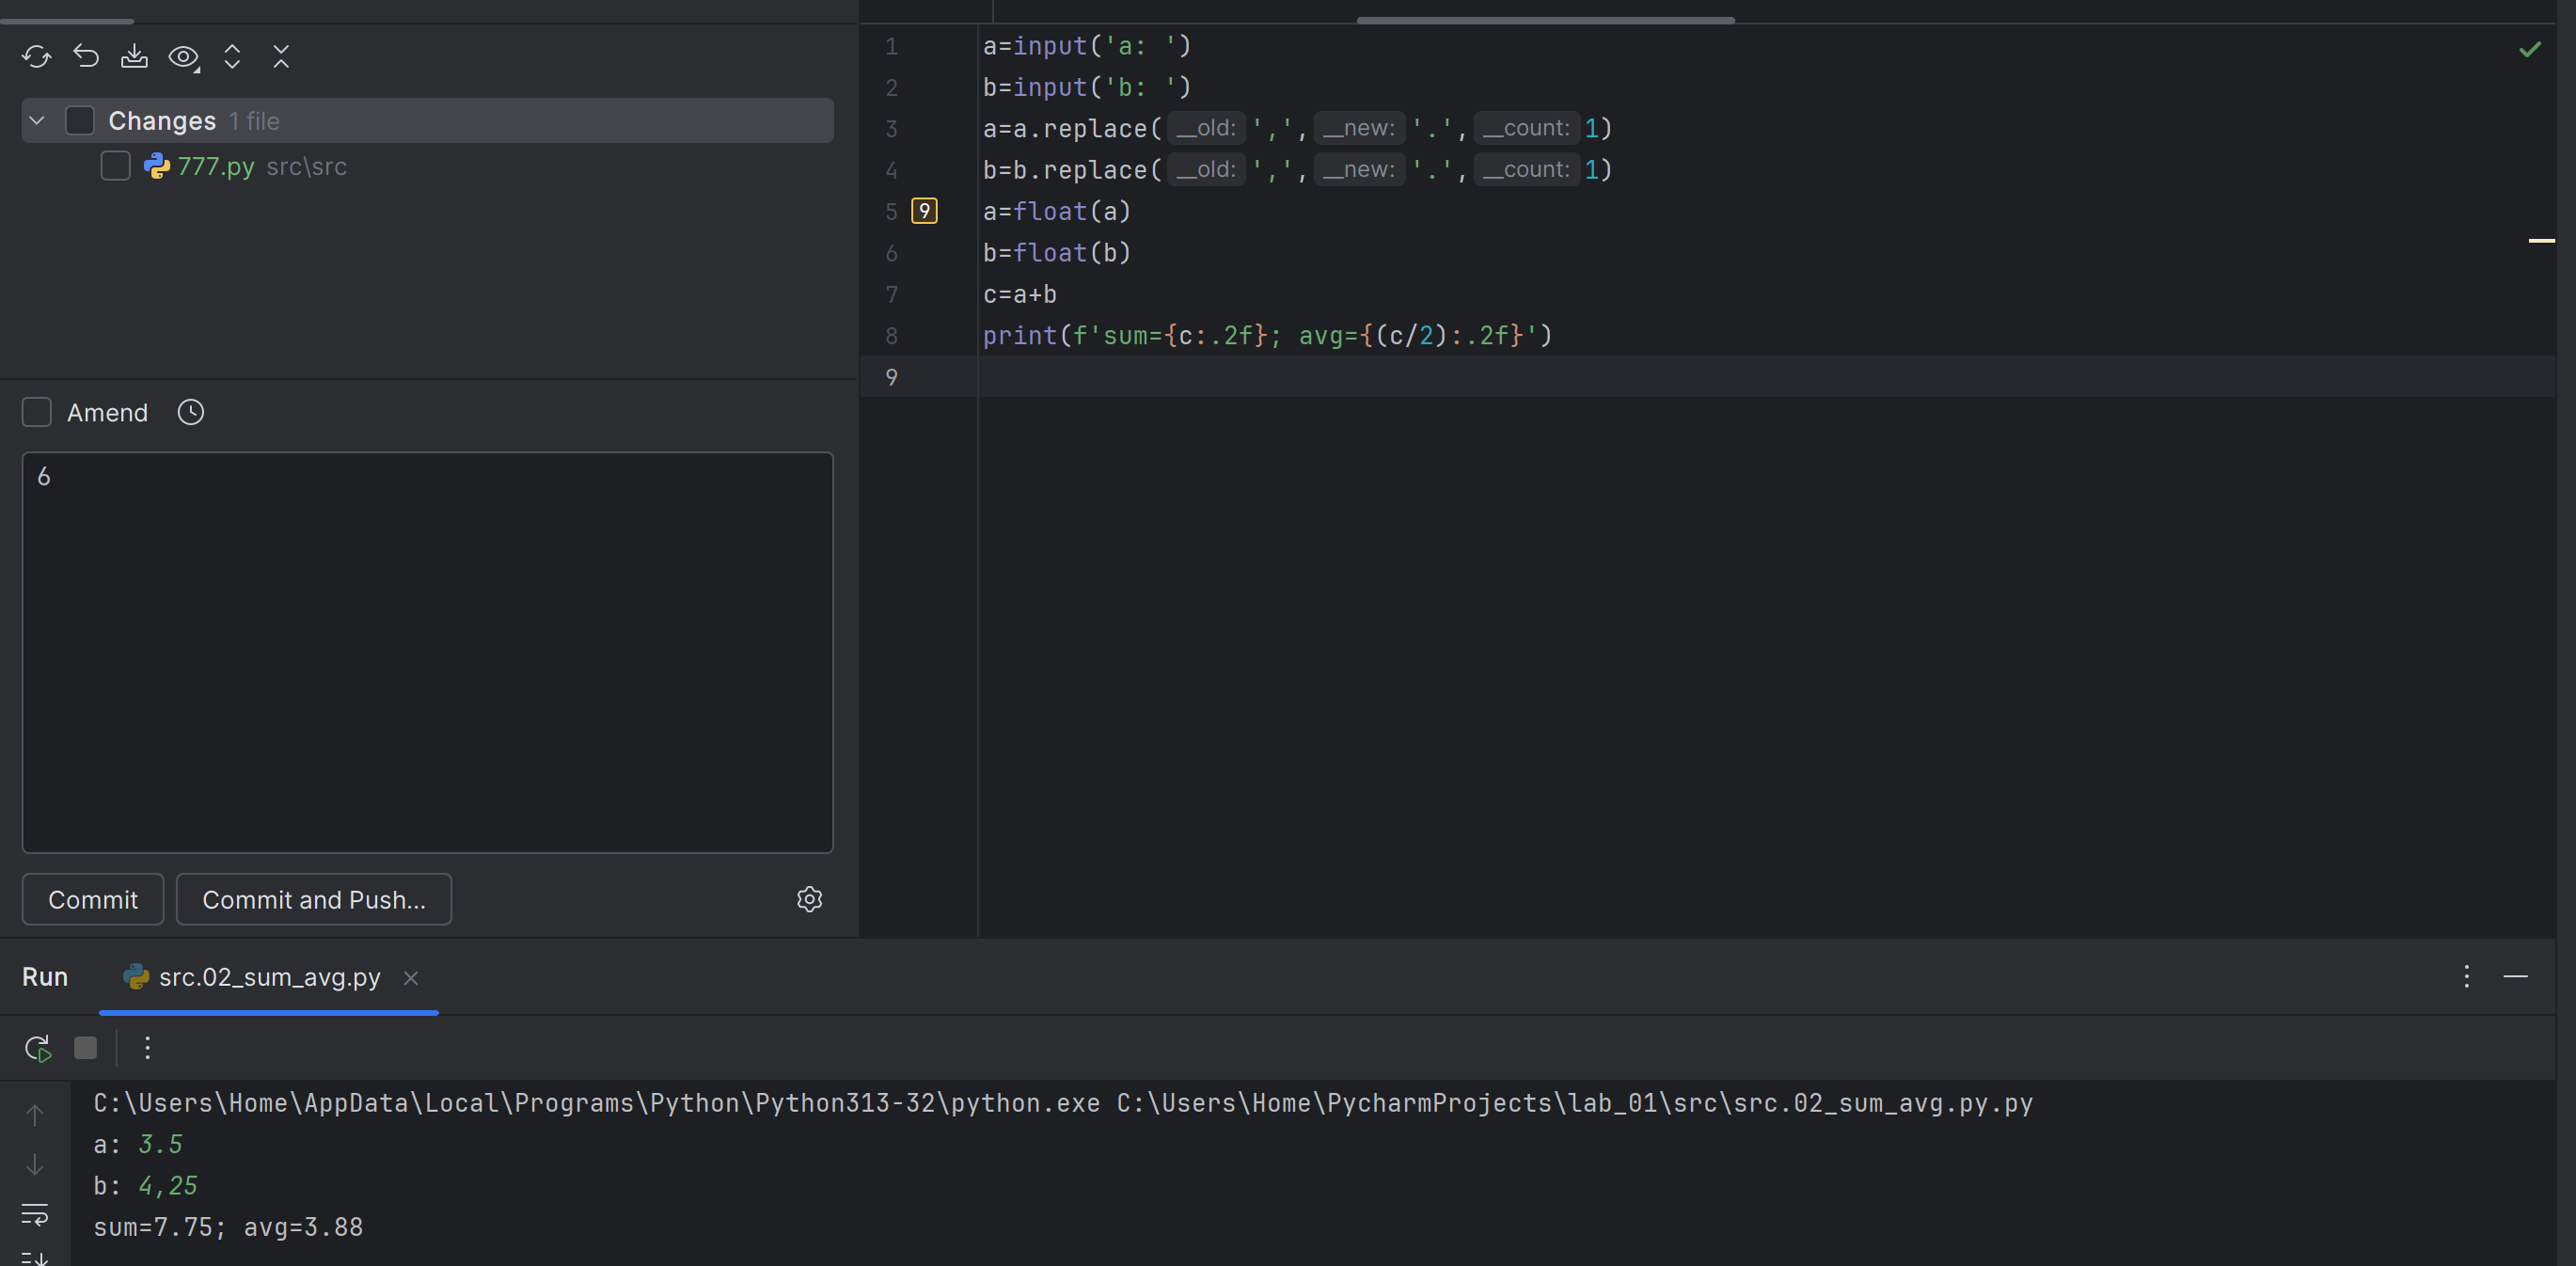 Changes 1 file
777.py src\src
Amend
6
Commit
Commit and Push...
1 a=input('a: ')
2 b=input('b: ')
3 a=a.replace( __old: ',', __new: '.', __count: 1)
4 b=b.replace( __old: ',', __new: '.', __count: 1)
5 9 a=float(a)
6 b=float(b)
7 c=a+b
8 print(f'sum={c:.2f}; avg={(c/2):.2f}')
9
Run src.02_sum_avg.py
C:\Users\Home\AppData\Local\Programs\Python\Python313-32\python.exe C:\Users\Home\PycharmProjects\lab_01\src\src.02_sum_avg.py.py
a: 3.5
b: 4,25
sum=7.75; avg=3.88